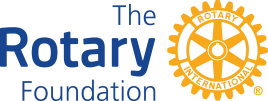 The
Rotary
Foundation
ROTARY
INTERNATIONAL
®